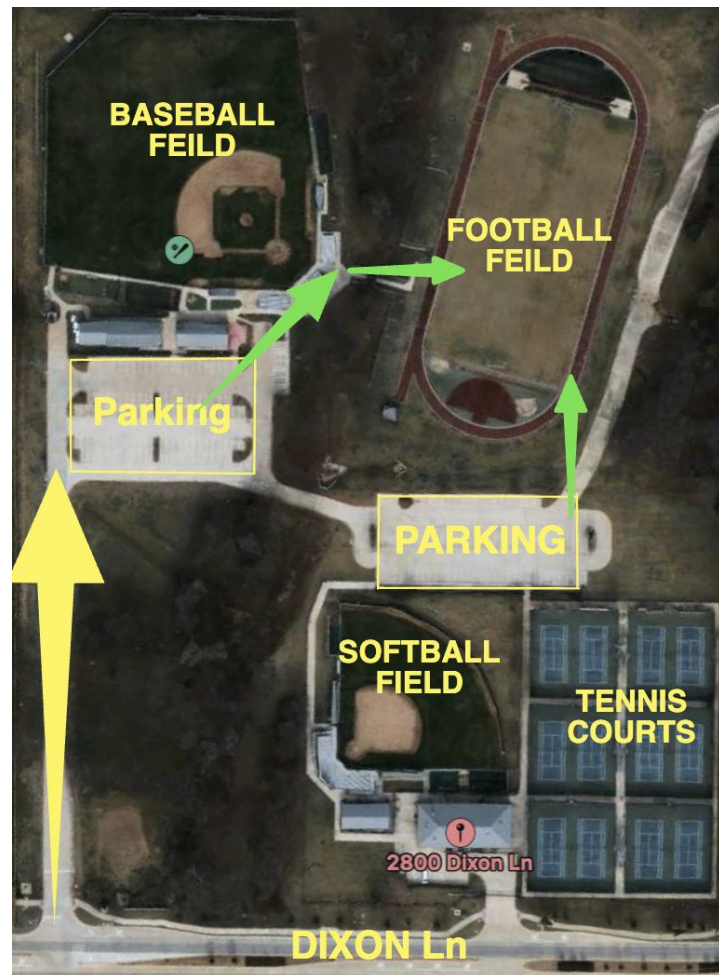 BASEBALL
FEILD
FOOTBALL
FEILD
Parking
PARKING
SOFTBALL
FIELD
TENNIS
COURTS
2800 Dixon Ln
DIXON Ln